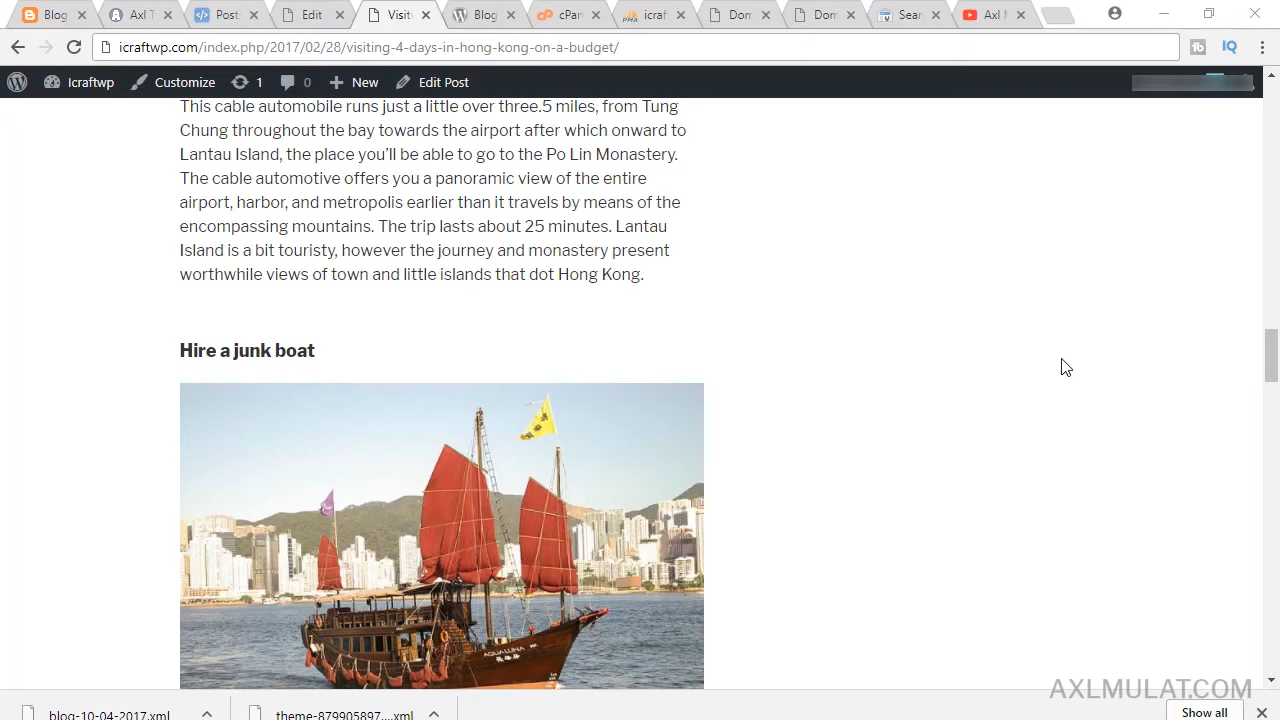 Blog
Axl T
Post:
Edit
Visit
Blog
cPan
icraf
Dom
Dom
Sear
Axl M
icraftwp.com/index.php/2017/02/28/visiting-4-days-in-hong-kong-on-a-budget/
Icraftwp
Customize
1
0
New
Edit Post
This cable automobile runs just a little over three.5 miles, from Tung
Chung throughout the bay towards the airport after which onward to
Lantau Island, the place you’ll be able to go to the Po Lin Monastery.
The cable automotive offers you a panoramic view of the entire
airport, harbor, and metropolis earlier than it travels by means of the
encompassing mountains. The trip lasts about 25 minutes. Lantau
Island is a bit touristy, however the journey and monastery present
worthwhile views of town and little islands that dot Hong Kong.
Hire a junk boat
AQUA LUNA
AXLMULAT.COM
blog-10-04-2017.xml
theme-879905897....xml
Show all